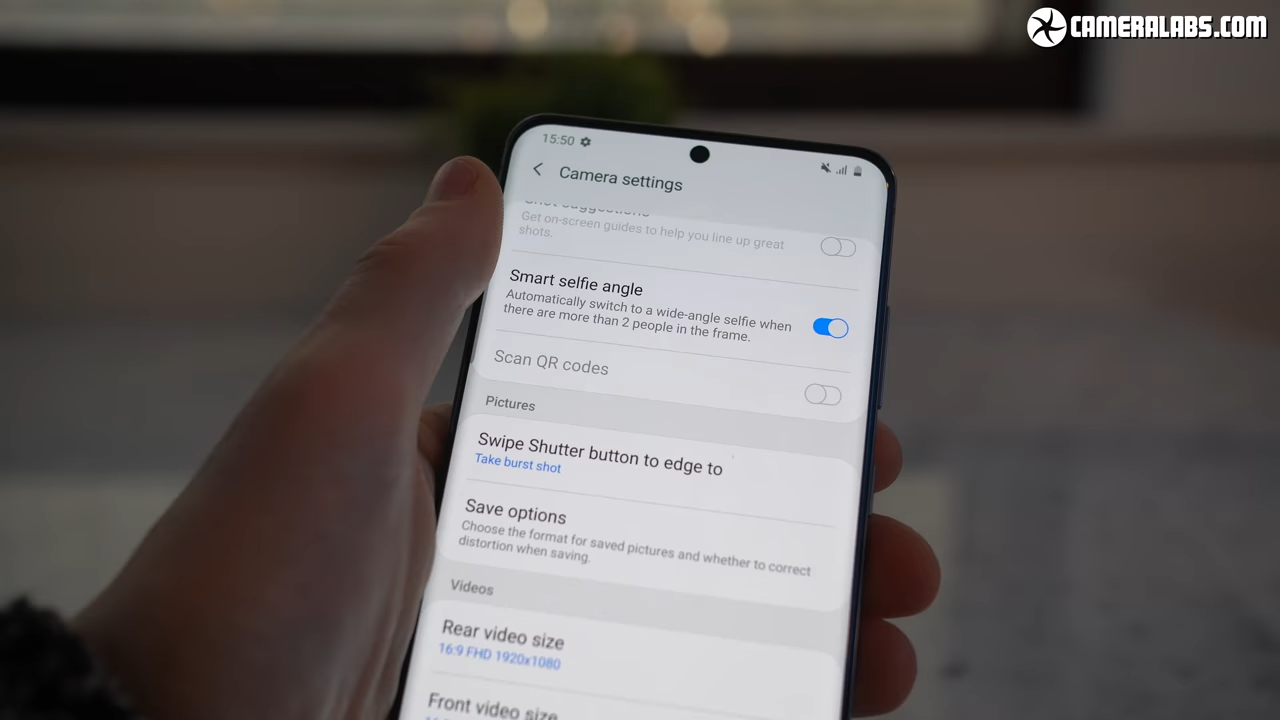 CAMERALABS.COM
15:50
Camera settings
Shot suggestions
Get on-screen guides to help you line up great
shots.
Smart selfie angle
Automatically switch to a wide-angle selfie when
there are more than 2 people in the frame.
Scan QR codes
Pictures
Swipe Shutter button to edge to
Take burst shot
Save options
Choose the format for saved pictures and whether to correct
distortion when saving.
Videos
Rear video size
16:9 FHD 1920x1080
Front video size